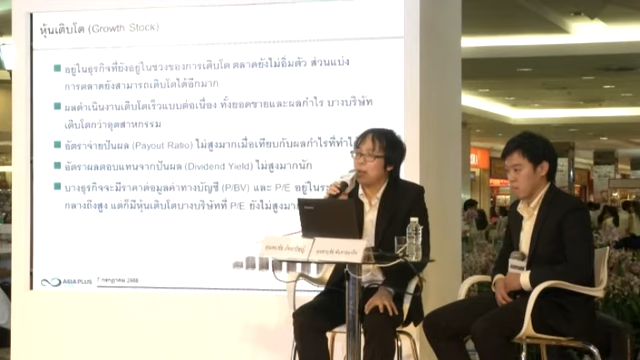 หุ้นเติบโต (Growth Stock)
อยู่ในธุรกิจที่ยังอยู่ในช่วงของการเติบโต ตลาดยังไม่อิ่มตัว ส่วนแบ่ง
การตลาดยังสามารถเติบโตได้อีกมาก
ผลดำเนินงานเติบโตเร็วแบบต่อเนื่อง ทั้งยอดขายและผลกำไร บางบริษัท
เติบโตกว่าอุตสาหกรรม
อัตราจ่ายปันผล (Payout Ratio) ไม่สูงมากเมื่อเทียบกับผลกำไรที่ทำได้
อัตราผลตอบแทนจากปันผล (Dividend Yield) ไม่สูงมากนัก
บางธุรกิจจะมีราคาต่อมูลค่าทางบัญชี (P/BV) และ P/E อยู่ในระ
กลางถึงสูง แต่ก็มีหุ้นเติบโตบางบริษัทที่ P/E ยังไม่สูงมา
ASIA PLUS 7 กรกฎาคม